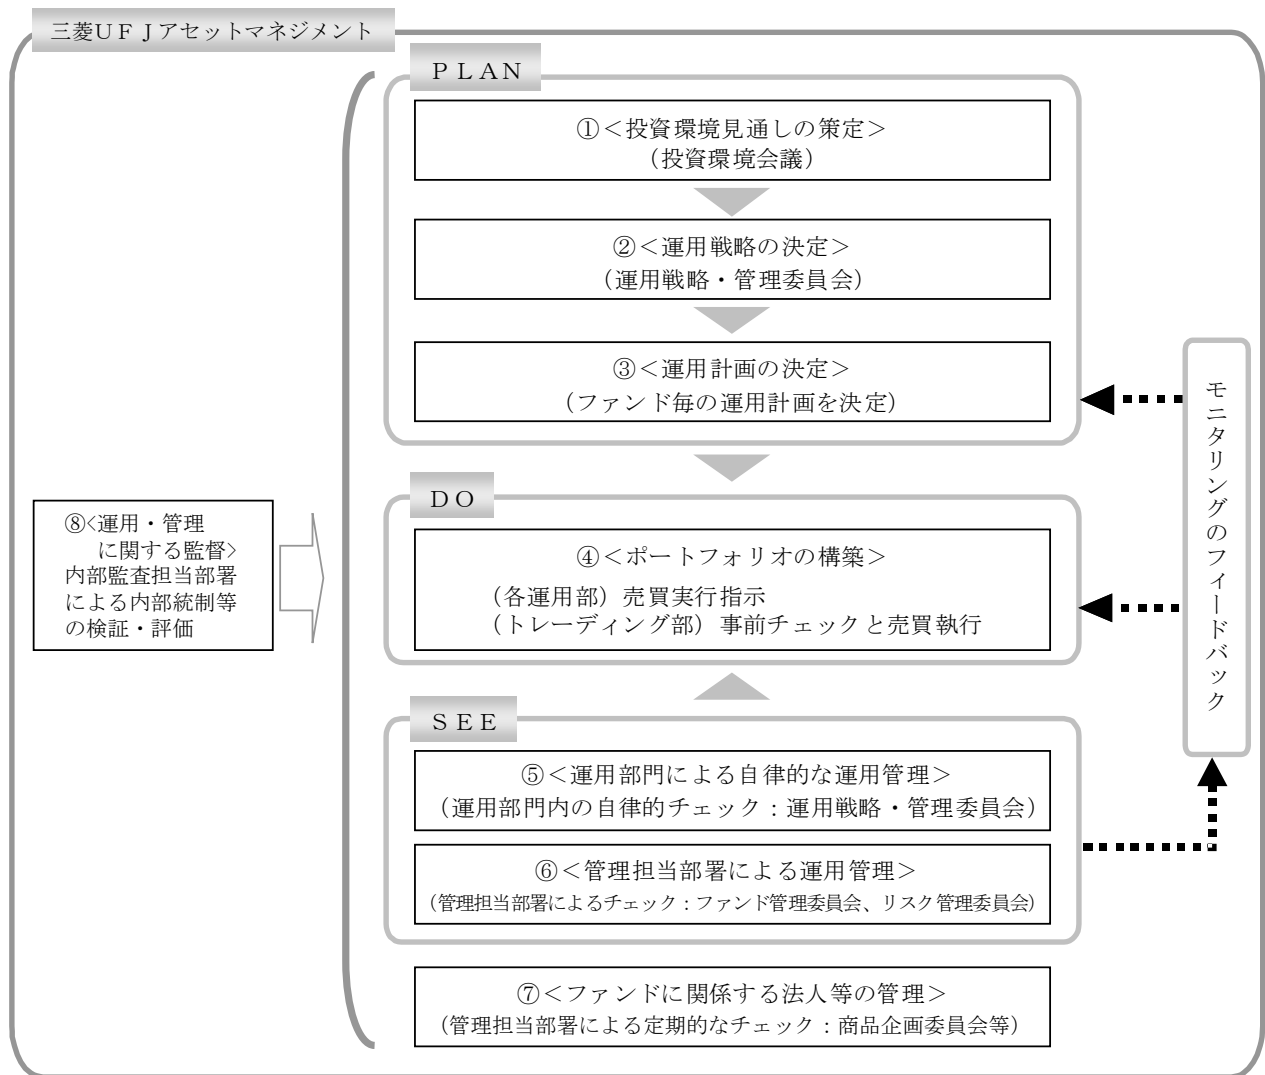 三菱ＵＦＪアセットマネジメント
ＰＬＡＮ
①＜投資環境見通しの策定＞
（投資環境会議）
②＜運用戦略の決定＞
（運用戦略・管理委員会）
③＜運用計画の決定＞
（ファンド毎の運用計画を決定）
ＤＯ
④＜ポートフォリオの構築＞
（各運用部）売買実行指示
（トレーディング部）事前チェックと売買執行
ＳＥＥ
⑤＜運用部門による自律的な運用管理＞
（運用部門内の自律的チェック：運用戦略・管理委員会）
⑥＜管理担当部署による運用管理＞
（管理担当部署によるチェック：ファンド管理委員会、リスク管理委員会）
⑦＜ファンドに関係する法人等の管理＞
（管理担当部署による定期的なチェック：商品企画委員会等）
⑧<運用・管理
に関する監督>
内部監査担当部署
による内部統制等
の検証・評価
モニタリングのフィードバック